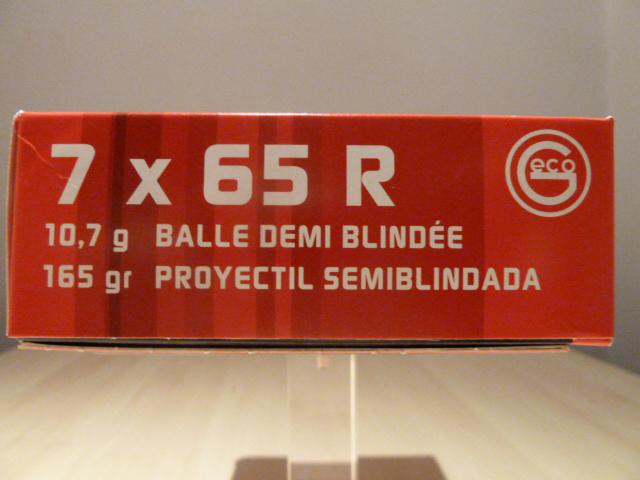 7 x 65 R
Geco
10,7 g BALLE DEMI BLINDÉE
165 gr PROYECTIL SEMIBLINDADA